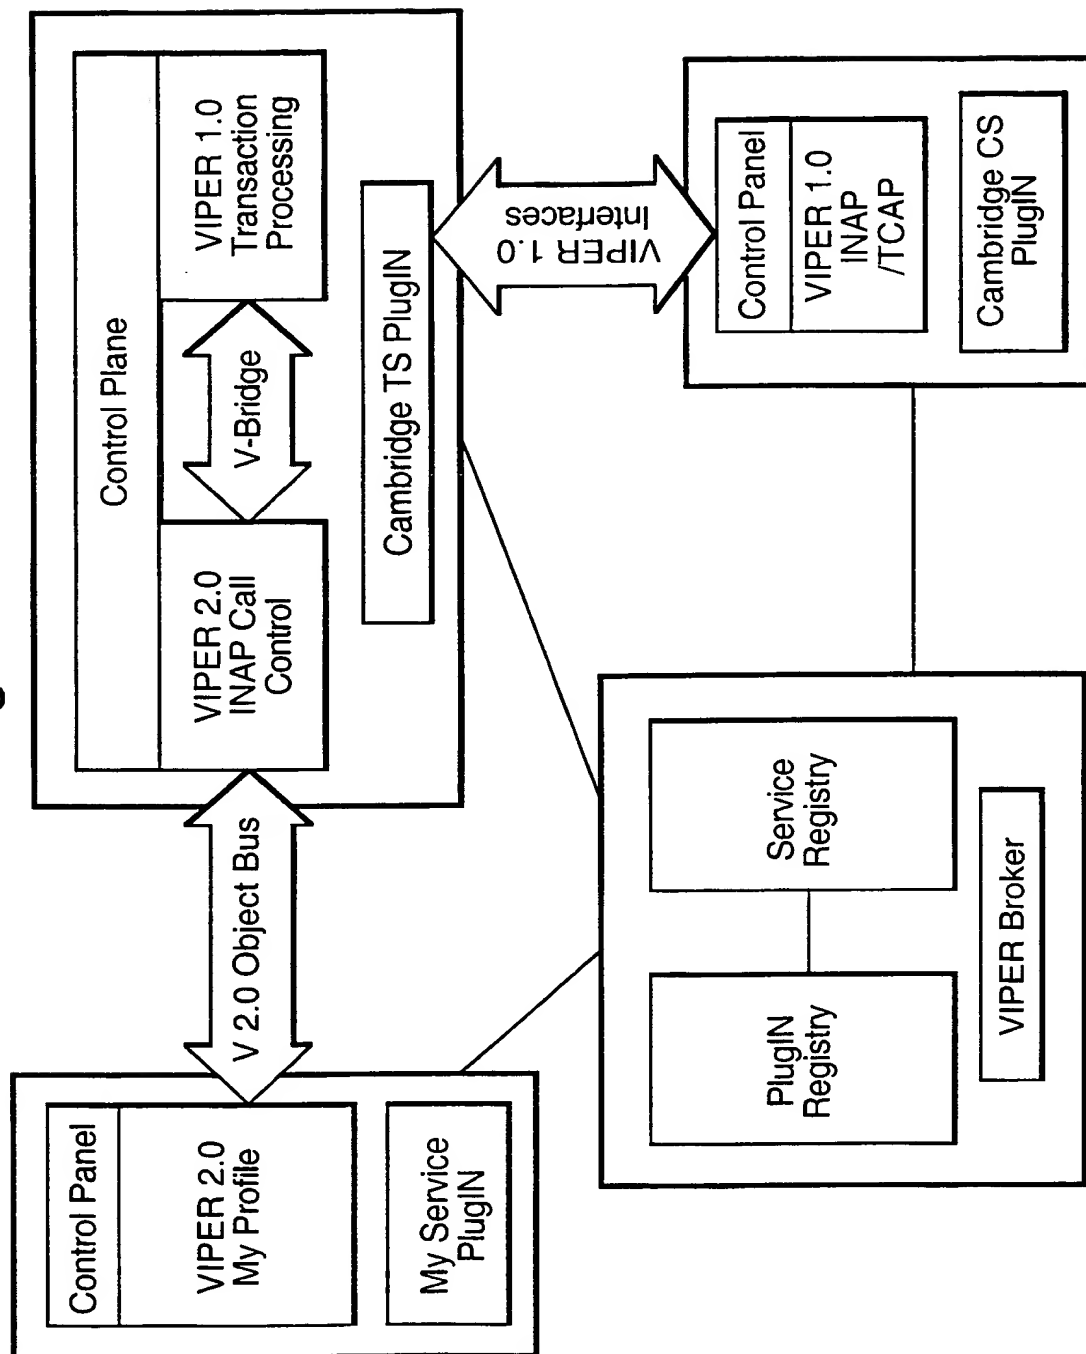 Control Panel
VIPER 2.0
My Profile
My Service
PlugIN
V 2.0 Object Bus
Control Plane
VIPER 2.0
INAP Call
Control
V-Bridge
VIPER 1.0
Transaction
Processing
Cambridge TS PlugIN
VIPER 1.0
Interfaces
PlugIN
Registry
Service
Registry
VIPER Broker
Control Panel
VIPER 1.0
INAP
/TCAP
Cambridge CS
PlugIN